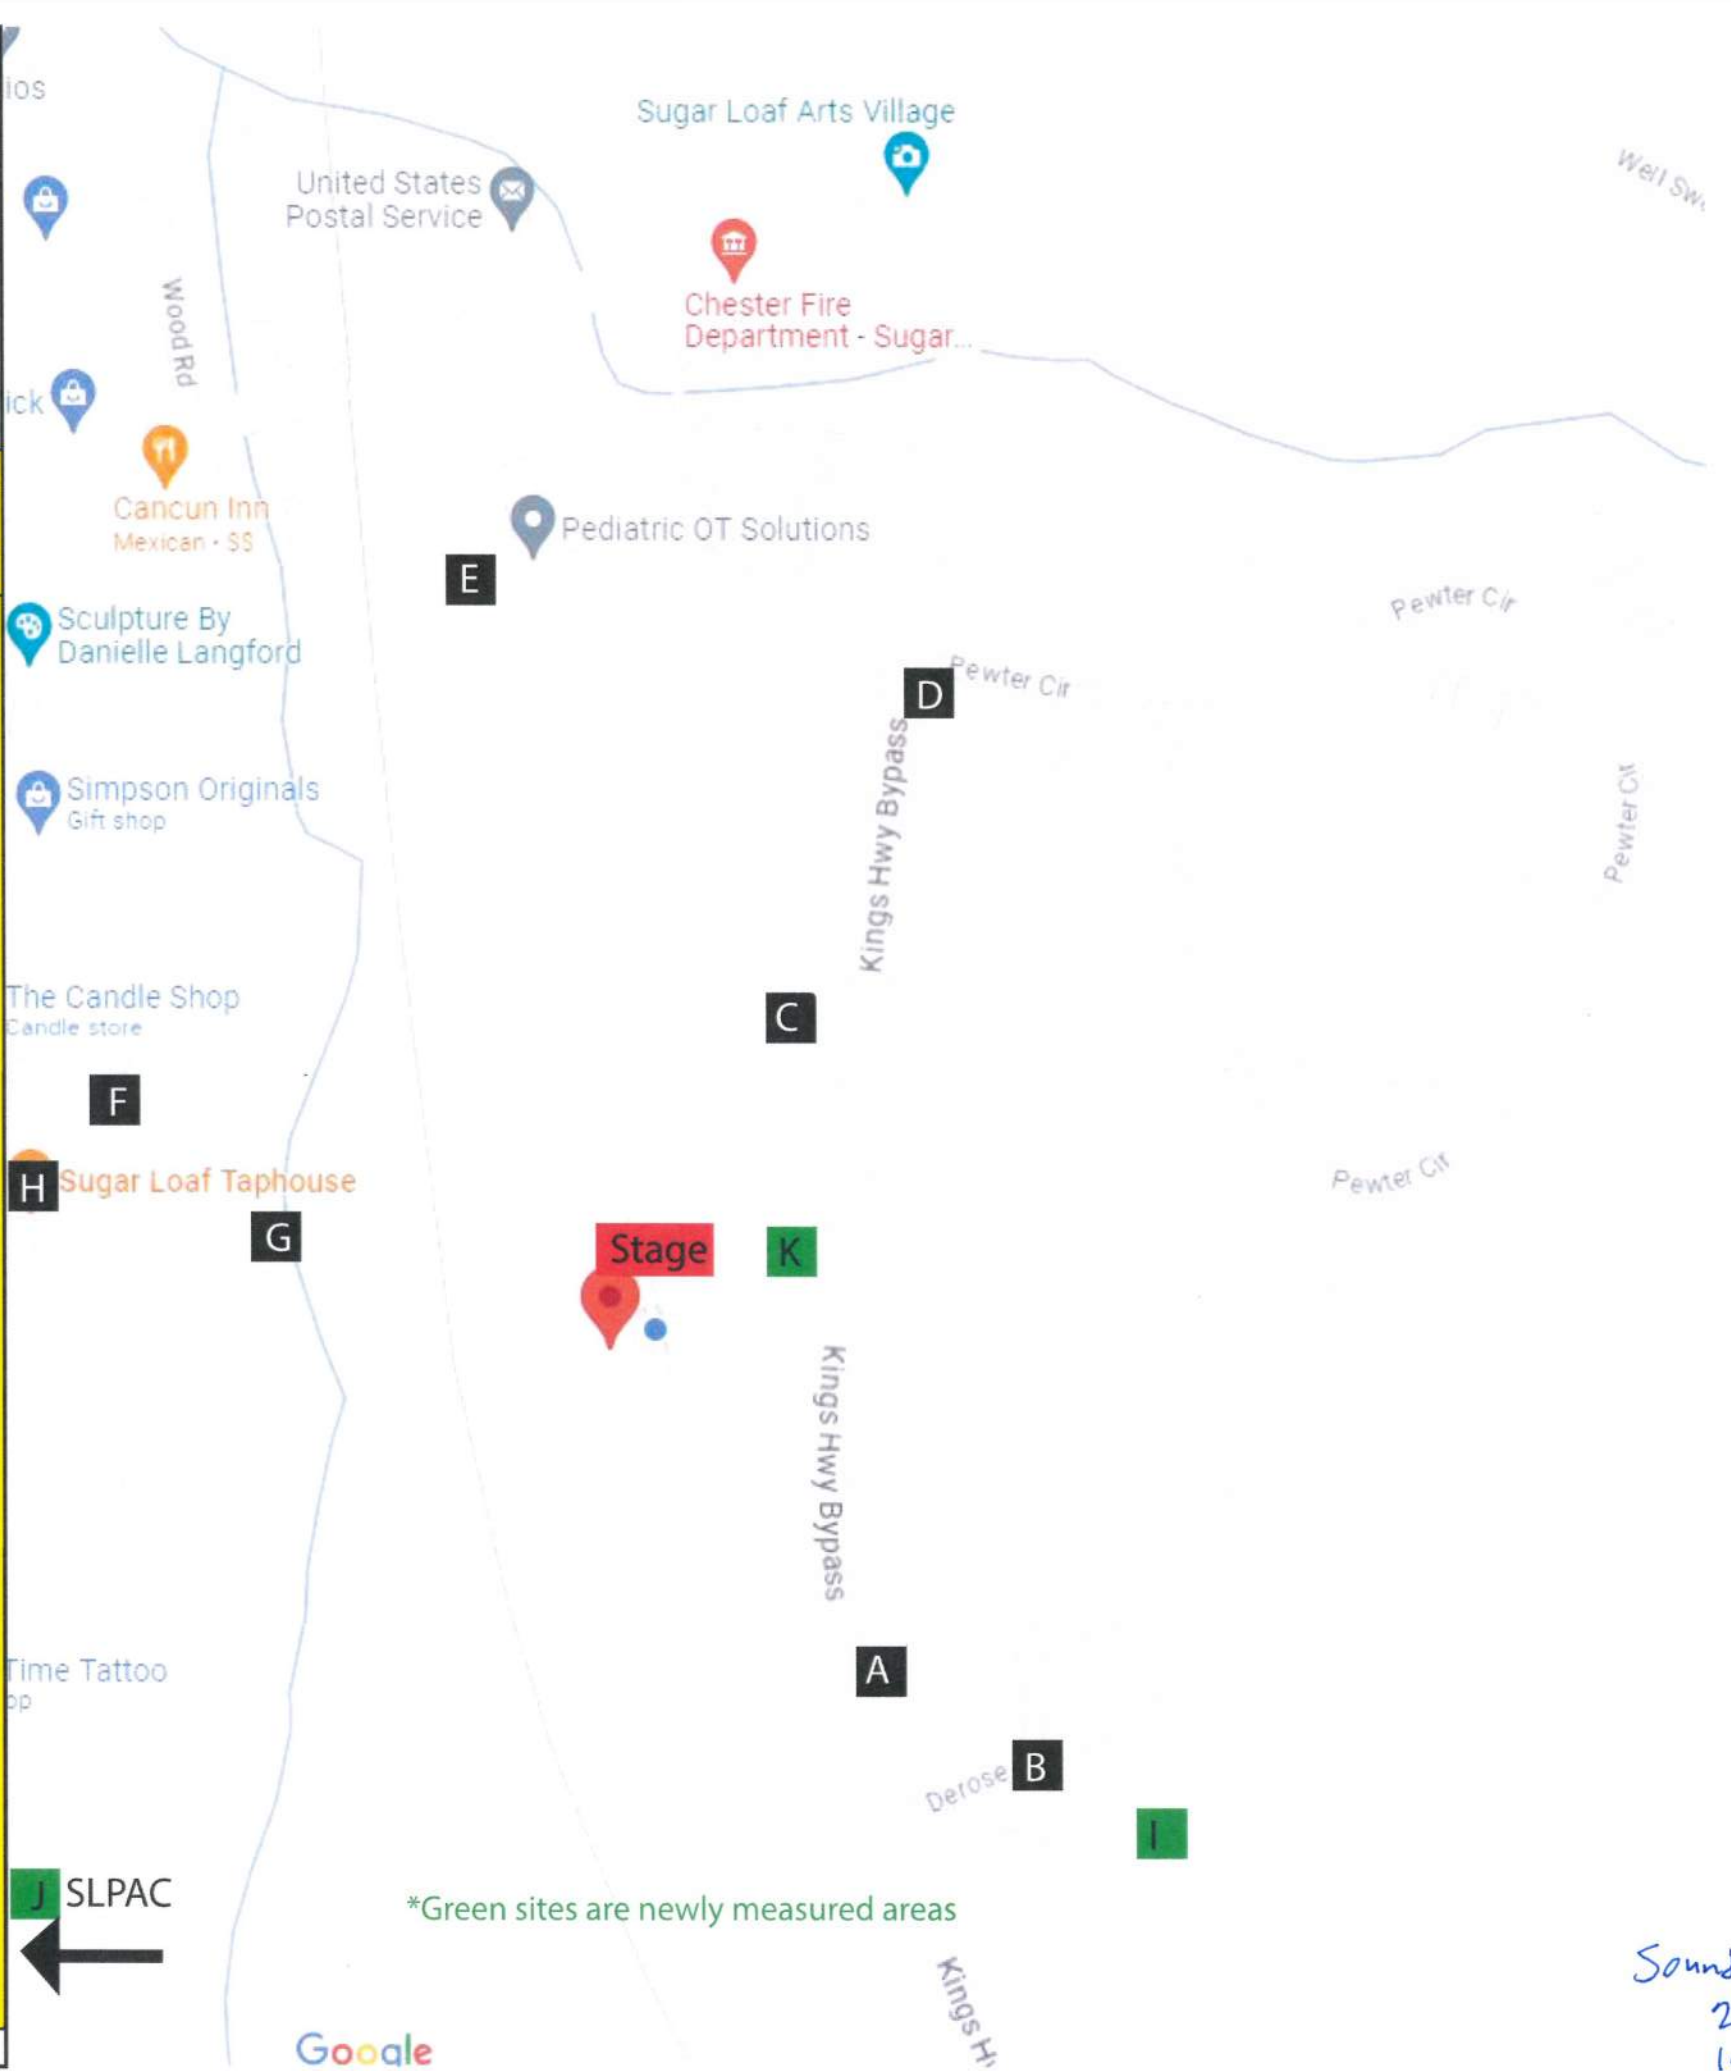 ios
Sugar Loaf Arts Village
United States
Postal Service
Chester Fire
Department - Sugar...
Wood Rd
ick
Cancun Inn
Mexican · $$
Pediatric OT Solutions
E
Pewter Cir
Sculpture By
Danielle Langford
D
Pewter Cir
Kings Hwy Bypass
Pewter Cir
Simpson Originals
Gift shop
The Candle Shop
Candle store
C
F
H
Sugar Loaf Taphouse
Pewter Cir
G
Stage
K
Kings Hwy Bypass
A
Time Tattoo
op
Derose
B
I
J SLPAC
*Green sites are newly measured areas
Google